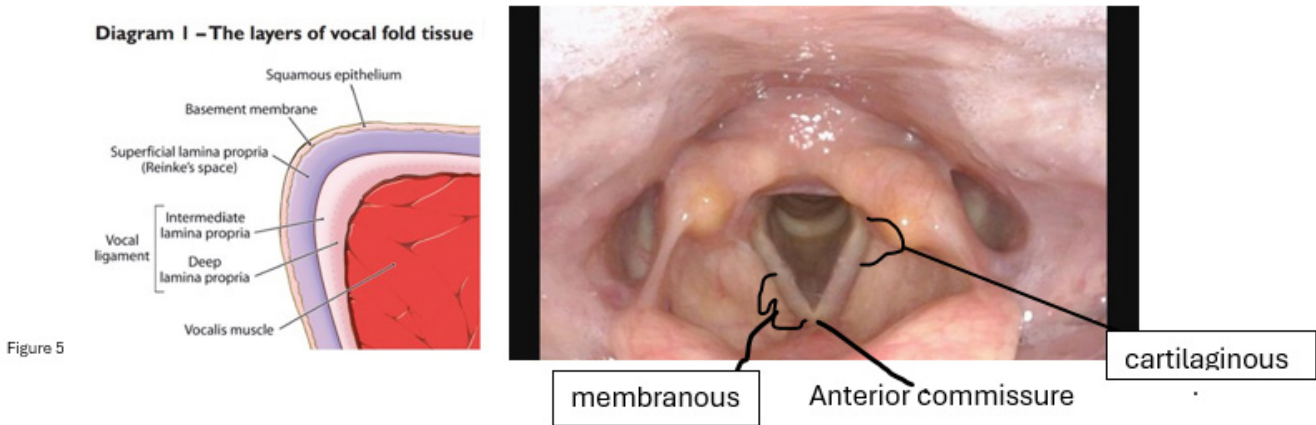 Diagram 1 – The layers of vocal fold tissue
Squamous epithelium
Basement membrane
Superficial lamina propria
(Reinke's space)
Intermediate
lamina propria
Vocal
ligament
Deep
lamina propria
Vocalis muscle
Figure 5
membranous
Anterior commissure
cartilaginous
.